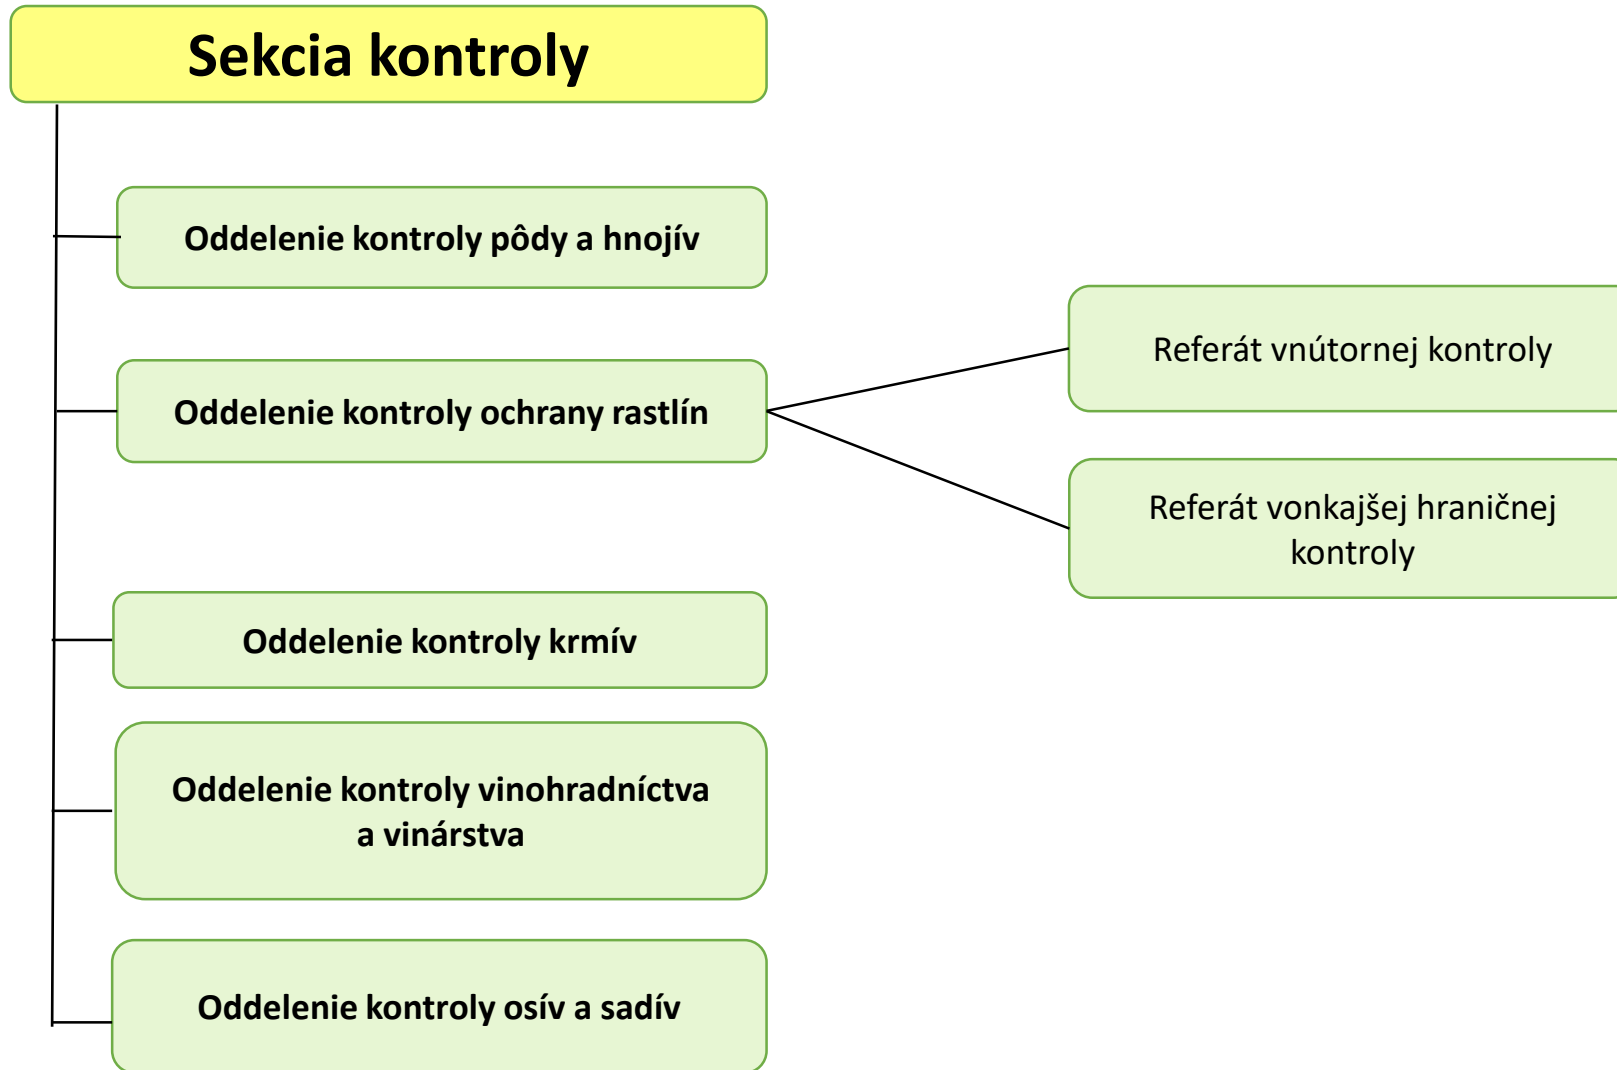 Sekcia kontroly
Oddelenie kontroly pôdy a hnojív
Oddelenie kontroly ochrany rastlín
Referát vnútornej kontroly
Referát vonkajšej hraničnej
kontroly
Oddelenie kontroly krmív
Oddelenie kontroly vinohradníctva
a vinárstva
Oddelenie kontroly osív a sadív